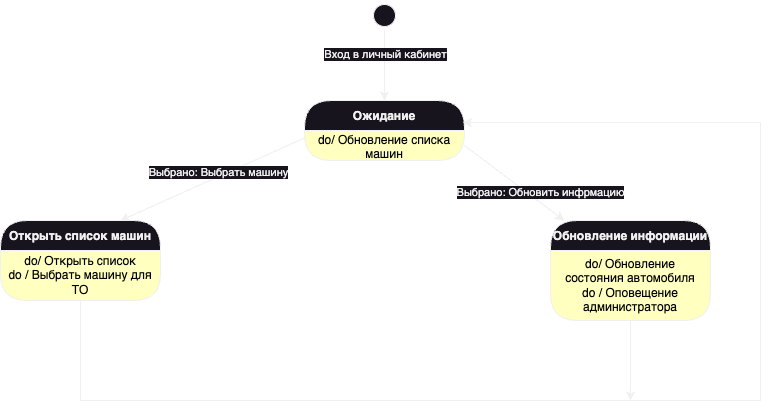 Вход в личный кабинет
Ожидание
do/ Обновление списка
машин
Выбрано: Выбрать машину
Выбрано: Обновить инфрмацию
Открыть список машин
do/ Открыть список
do / Выбрать машину для
ТО
Обновление информации
do/ Обновление
состояния автомобиля
do / Оповещение
администратора